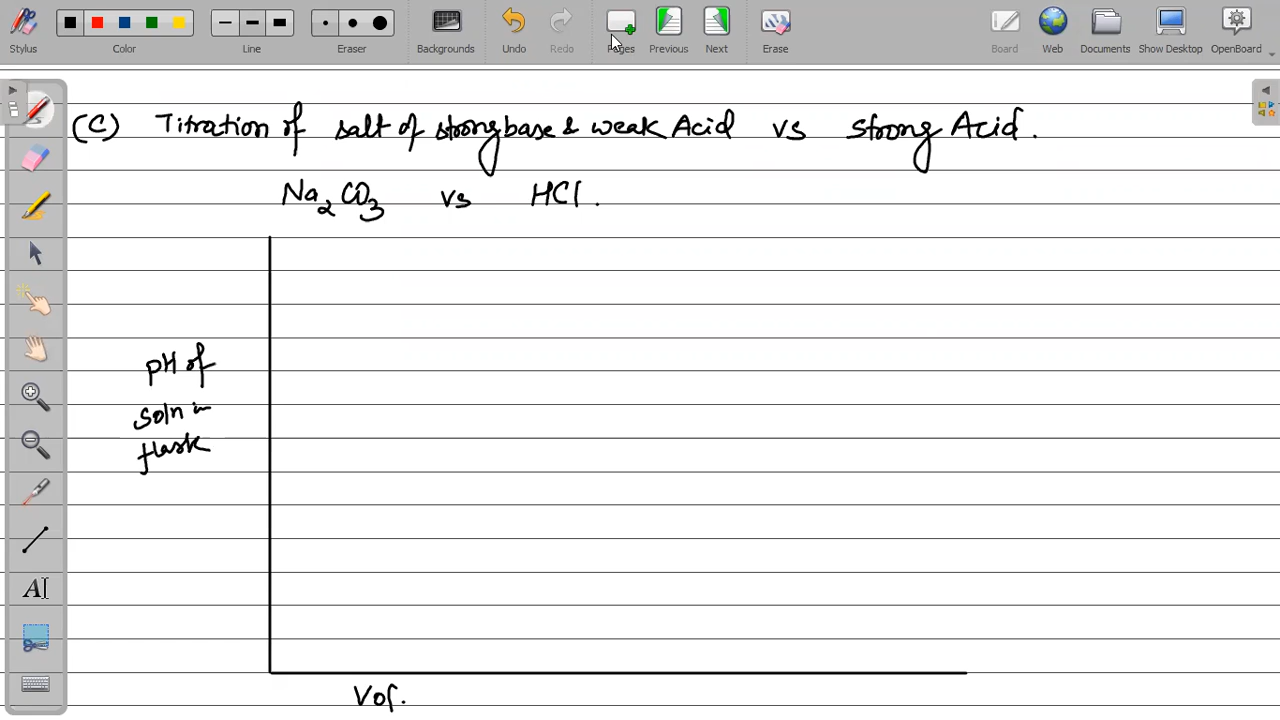 Stylus Color Line Eraser Backgrounds Undo Redo Pages Previous Next Erase Board Web Documents Show Desktop OpenBoard
(C) Titration of salt of strong base & weak Acid vs strong Acid.
Na2CO3 vs HCl.
pH of
soln in
flask
Vol.